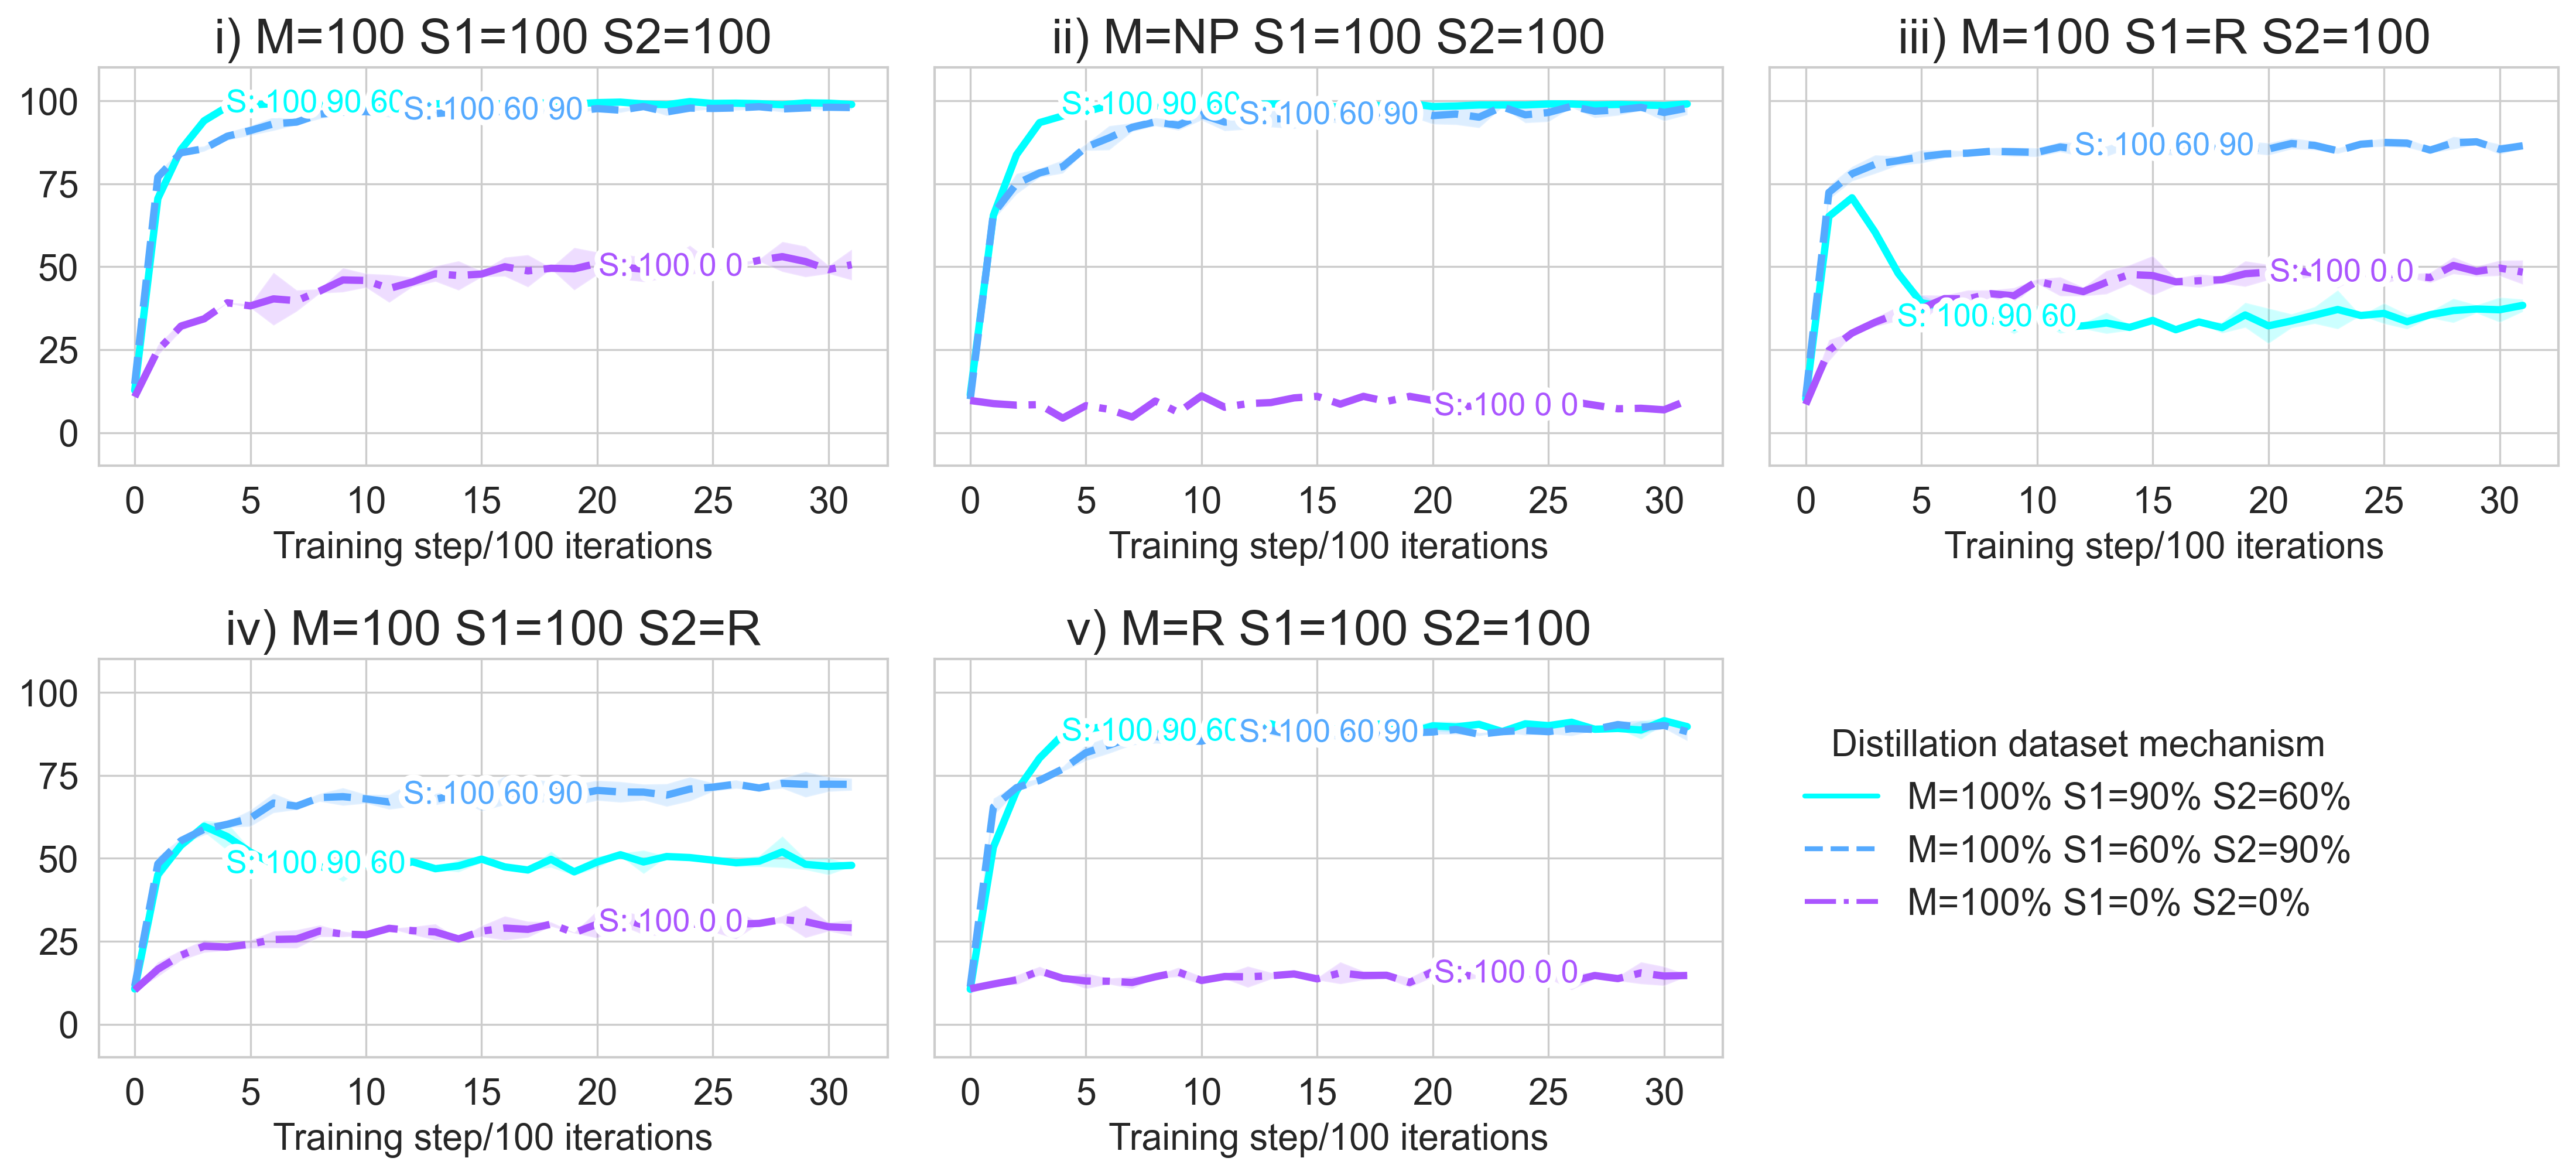 i) M=100 S1=100 S2=100
ii) M=NP S1=100 S2=100
iii) M=100 S1=R S2=100
100
75
50
25
0
S: 100 90 60
S: 100 60 90
S: 100 0 0
S: 100 90 60
S: 100 60 90
S: 100 0 0
S: 100 60 90
S: 100 0 0
S: 100 90 60
0 5 10 15 20 25 30
0 5 10 15 20 25 30
0 5 10 15 20 25 30
Training step/100 iterations
Training step/100 iterations
Training step/100 iterations
iv) M=100 S1=100 S2=R
v) M=R S1=100 S2=100
100
75
50
25
0
S: 100 60 90
S: 100 90 60
S: 100 0 0
S: 100 90 60
S: 100 60 90
S: 100 0 0
0 5 10 15 20 25 30
0 5 10 15 20 25 30
Training step/100 iterations
Training step/100 iterations
Distillation dataset mechanism
M=100% S1=90% S2=60%
M=100% S1=60% S2=90%
M=100% S1=0% S2=0%